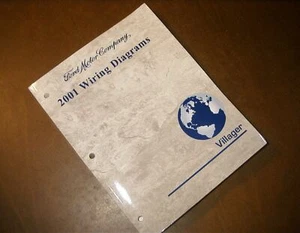 Ford Motor Company,
2001 Wiring Diagrams
Villager